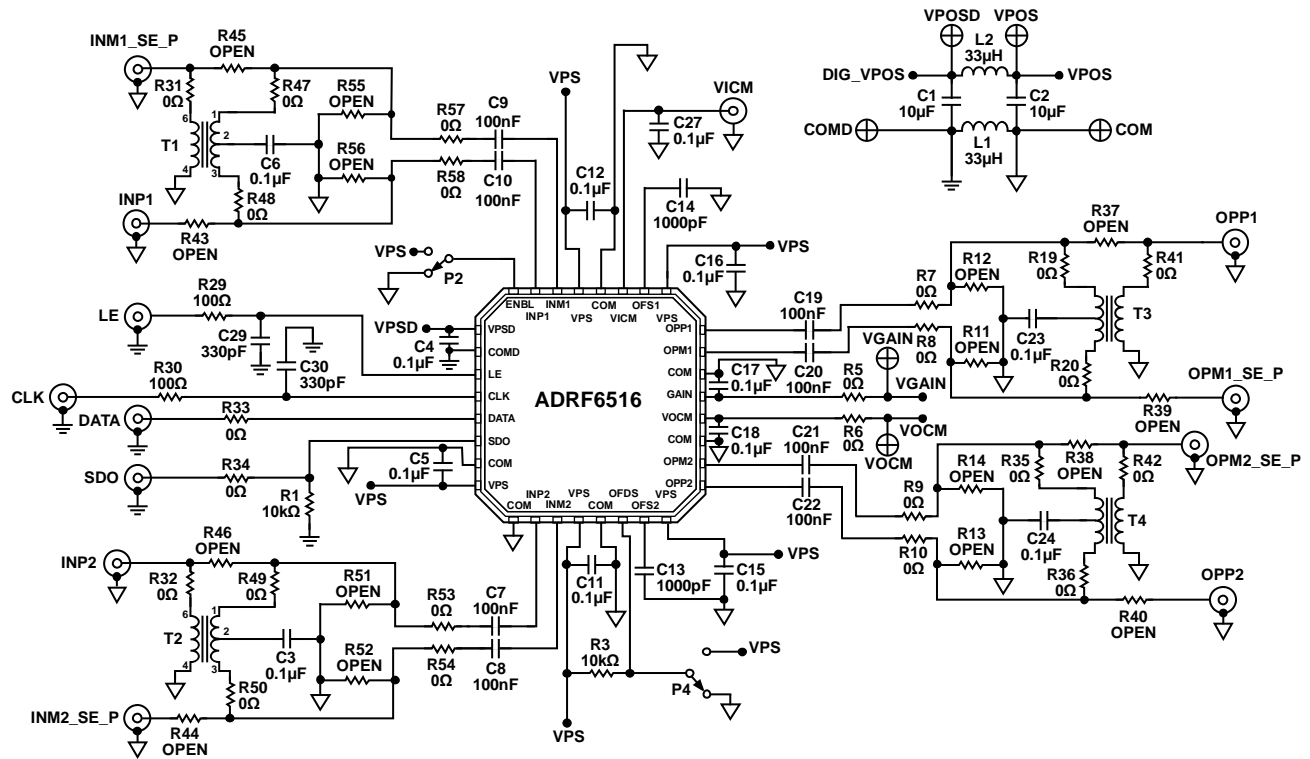 INM1_SE_P
R45
OPEN
R31
0Ω
R47
0Ω
R55
OPEN
6
1
2
4
3
T1
C6
0.1µF
R56
OPEN
R48
0Ω
INP1
R43
OPEN
R57
0Ω
C9
100nF
R58
0Ω
C10
100nF
VPS
C12
0.1µF
VICM
C27
0.1µF
C14
1000pF
VPS
C16
0.1µF
VPS
P2
VPOSD
VPOS
L2
33µH
DIG_VPOS
VPOS
C1
10µF
C2
10µF
COMD
COM
L1
33µH
LE
R29
100Ω
C29
330pF
C30
330pF
R30
100Ω
CLK
DATA
R33
0Ω
SDO
R34
0Ω
R1
10kΩ
VPSD
C4
0.1µF
C5
0.1µF
VPS
ADRF6516
ENBL
INP1
INM1
VPS
COM
VICM
OFS1
VPS
VPSD
COMD
LE
CLK
DATA
SDO
COM
VPS
COM
INP2
INM2
VPS
COM
OFDS
OFS2
VPS
OPP1
OPM1
COM
GAIN
VOCM
COM
OPM2
OPP2
C19
100nF
C20
100nF
R7
0Ω
R8
0Ω
R12
OPEN
R11
OPEN
C23
0.1µF
R19
0Ω
R37
OPEN
R41
0Ω
OPP1
T3
R20
0Ω
R39
OPEN
OPM1_SE_P
C17
0.1µF
R5
0Ω
VGAIN
VGAIN
C18
0.1µF
R6
0Ω
VOCM
VOCM
C21
100nF
C22
100nF
R9
0Ω
R10
0Ω
R14
OPEN
R13
OPEN
C24
0.1µF
R35
0Ω
R38
OPEN
R42
0Ω
OPM2_SE_P
T4
R36
0Ω
R40
OPEN
OPP2
INP2
R46
OPEN
R32
0Ω
R49
0Ω
R51
OPEN
6
1
2
4
3
T2
C3
0.1µF
R52
OPEN
R50
0Ω
INM2_SE_P
R44
OPEN
R53
0Ω
C7
100nF
R54
0Ω
C8
100nF
C11
0.1µF
C13
1000pF
C15
0.1µF
VPS
R3
10kΩ
P4
VPS
VPS